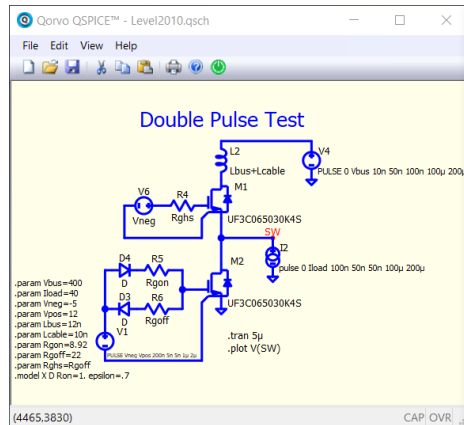 Qorvo QSPICE™ - Level2010.qsch
File Edit View Help
Double Pulse Test
L2
Lbus+Lcable
V4
PULSE 0 Vbus 10n 50n 100n 100µ 200µ
M1
V6
R4
Vneg
Rghs
UF3C065030K4S
SW
I2
pulse 0 Iload 100n 50n 50n 100µ 200µ
M2
D4
R5
D
Rgon
D3
R6
D
Rgoff
V1
UF3C065030K4S
PULSE Vneg Vpos 200n 5n 5n 1µ 2µ
.param Vbus=400
.param Iload=40
.param Vneg=-5
.param Vpos=12
.param Lbus=12n
.param Lcable=10n
.param Rgon=8.92
.param Rgoff=22
.param Rghs=Rgoff
.model X D Ron=1. epsilon=.7
.tran 5µ
.plot V(SW)
(4465,3830)
CAP OVR